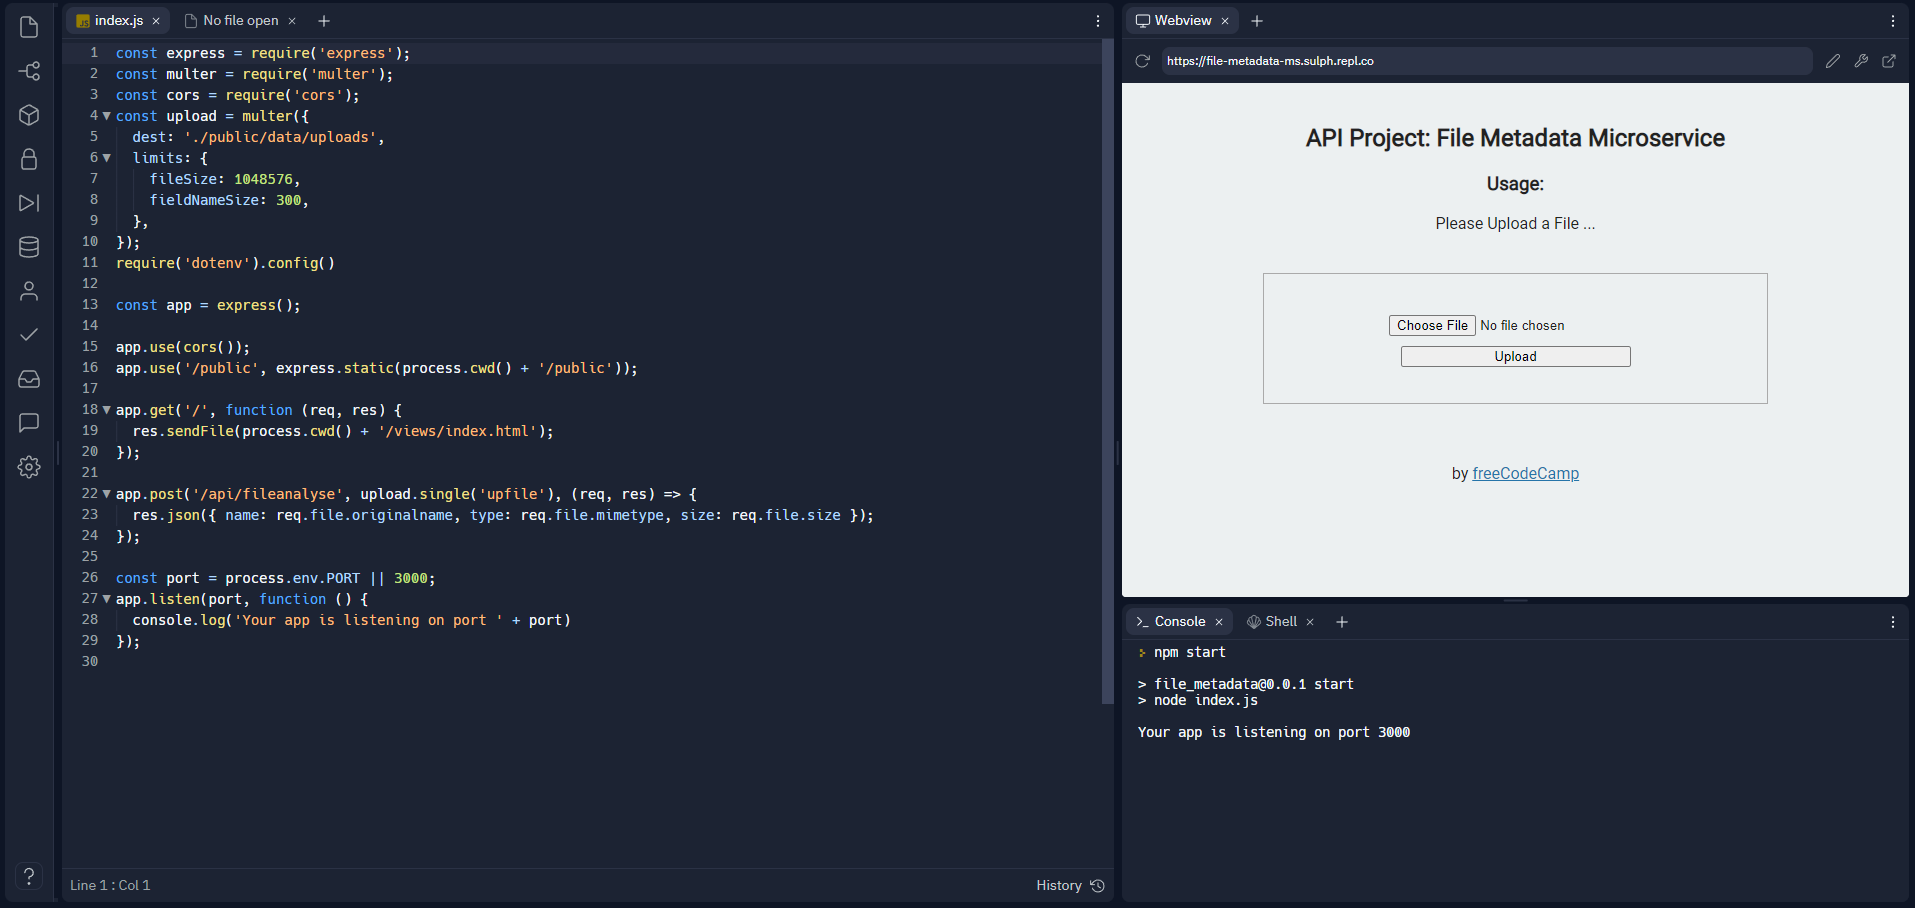 JS index.js × No file open × +
1 const express = require('express');
2 const multer = require('multer');
3 const cors = require('cors');
4 const upload = multer({
5 dest: './public/data/uploads',
6 limits: {
7 fileSize: 1048576,
8 fieldNameSize: 300,
9 },
10 });
11 require('dotenv').config()
12
13 const app = express();
14
15 app.use(cors());
16 app.use('/public', express.static(process.cwd() + '/public'));
17
18 app.get('/', function (req, res) {
19 res.sendFile(process.cwd() + '/views/index.html');
20 });
21
22 app.post('/api/fileanalyse', upload.single('upfile'), (req, res) => {
23 res.json({ name: req.file.originalname, type: req.file.mimetype, size: req.file.size });
24 });
25
26 const port = process.env.PORT || 3000;
27 app.listen(port, function () {
28 console.log('Your app is listening on port ' + port)
29 });
30
?
Line 1 : Col 1
History
Webview × +
https://file-metadata-ms.sulph.repl.co
API Project: File Metadata Microservice
Usage:
Please Upload a File ...
Choose File No file chosen
Upload
by freeCodeCamp
Console × Shell × +
npm start
> file_metadata@0.0.1 start
> node index.js
Your app is listening on port 3000